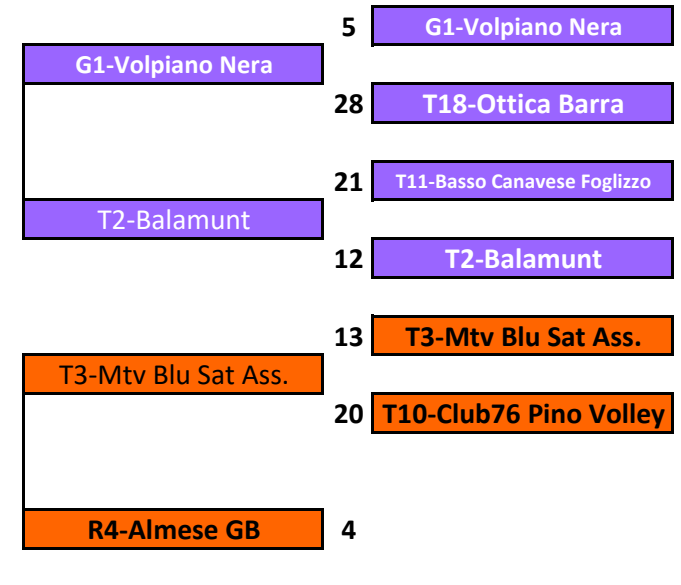 5 G1-Volpiano Nera
G1-Volpiano Nera
28 T18-Ottica Barra
21 T11-Basso Canavese Foglizzo
T2-Balamunt
12 T2-Balamunt
13 T3-Mtv Blu Sat Ass.
T3-Mtv Blu Sat Ass.
20 T10-Club76 Pino Volley
R4-Almese GB 4